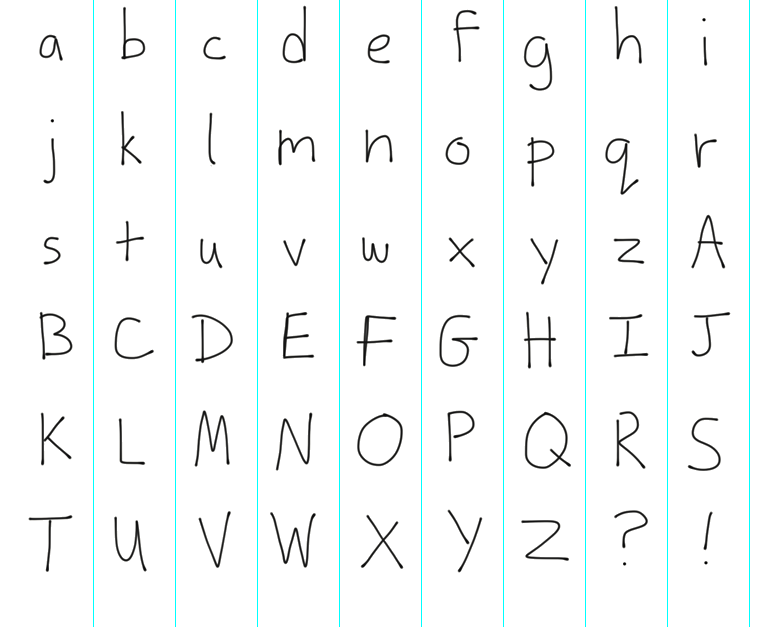 a b c d e f g h i
j k l m n o p q r
s t u v w x y z A
B C D E F G H I J
K L M N O P Q R S
T U V W X Y Z ? !